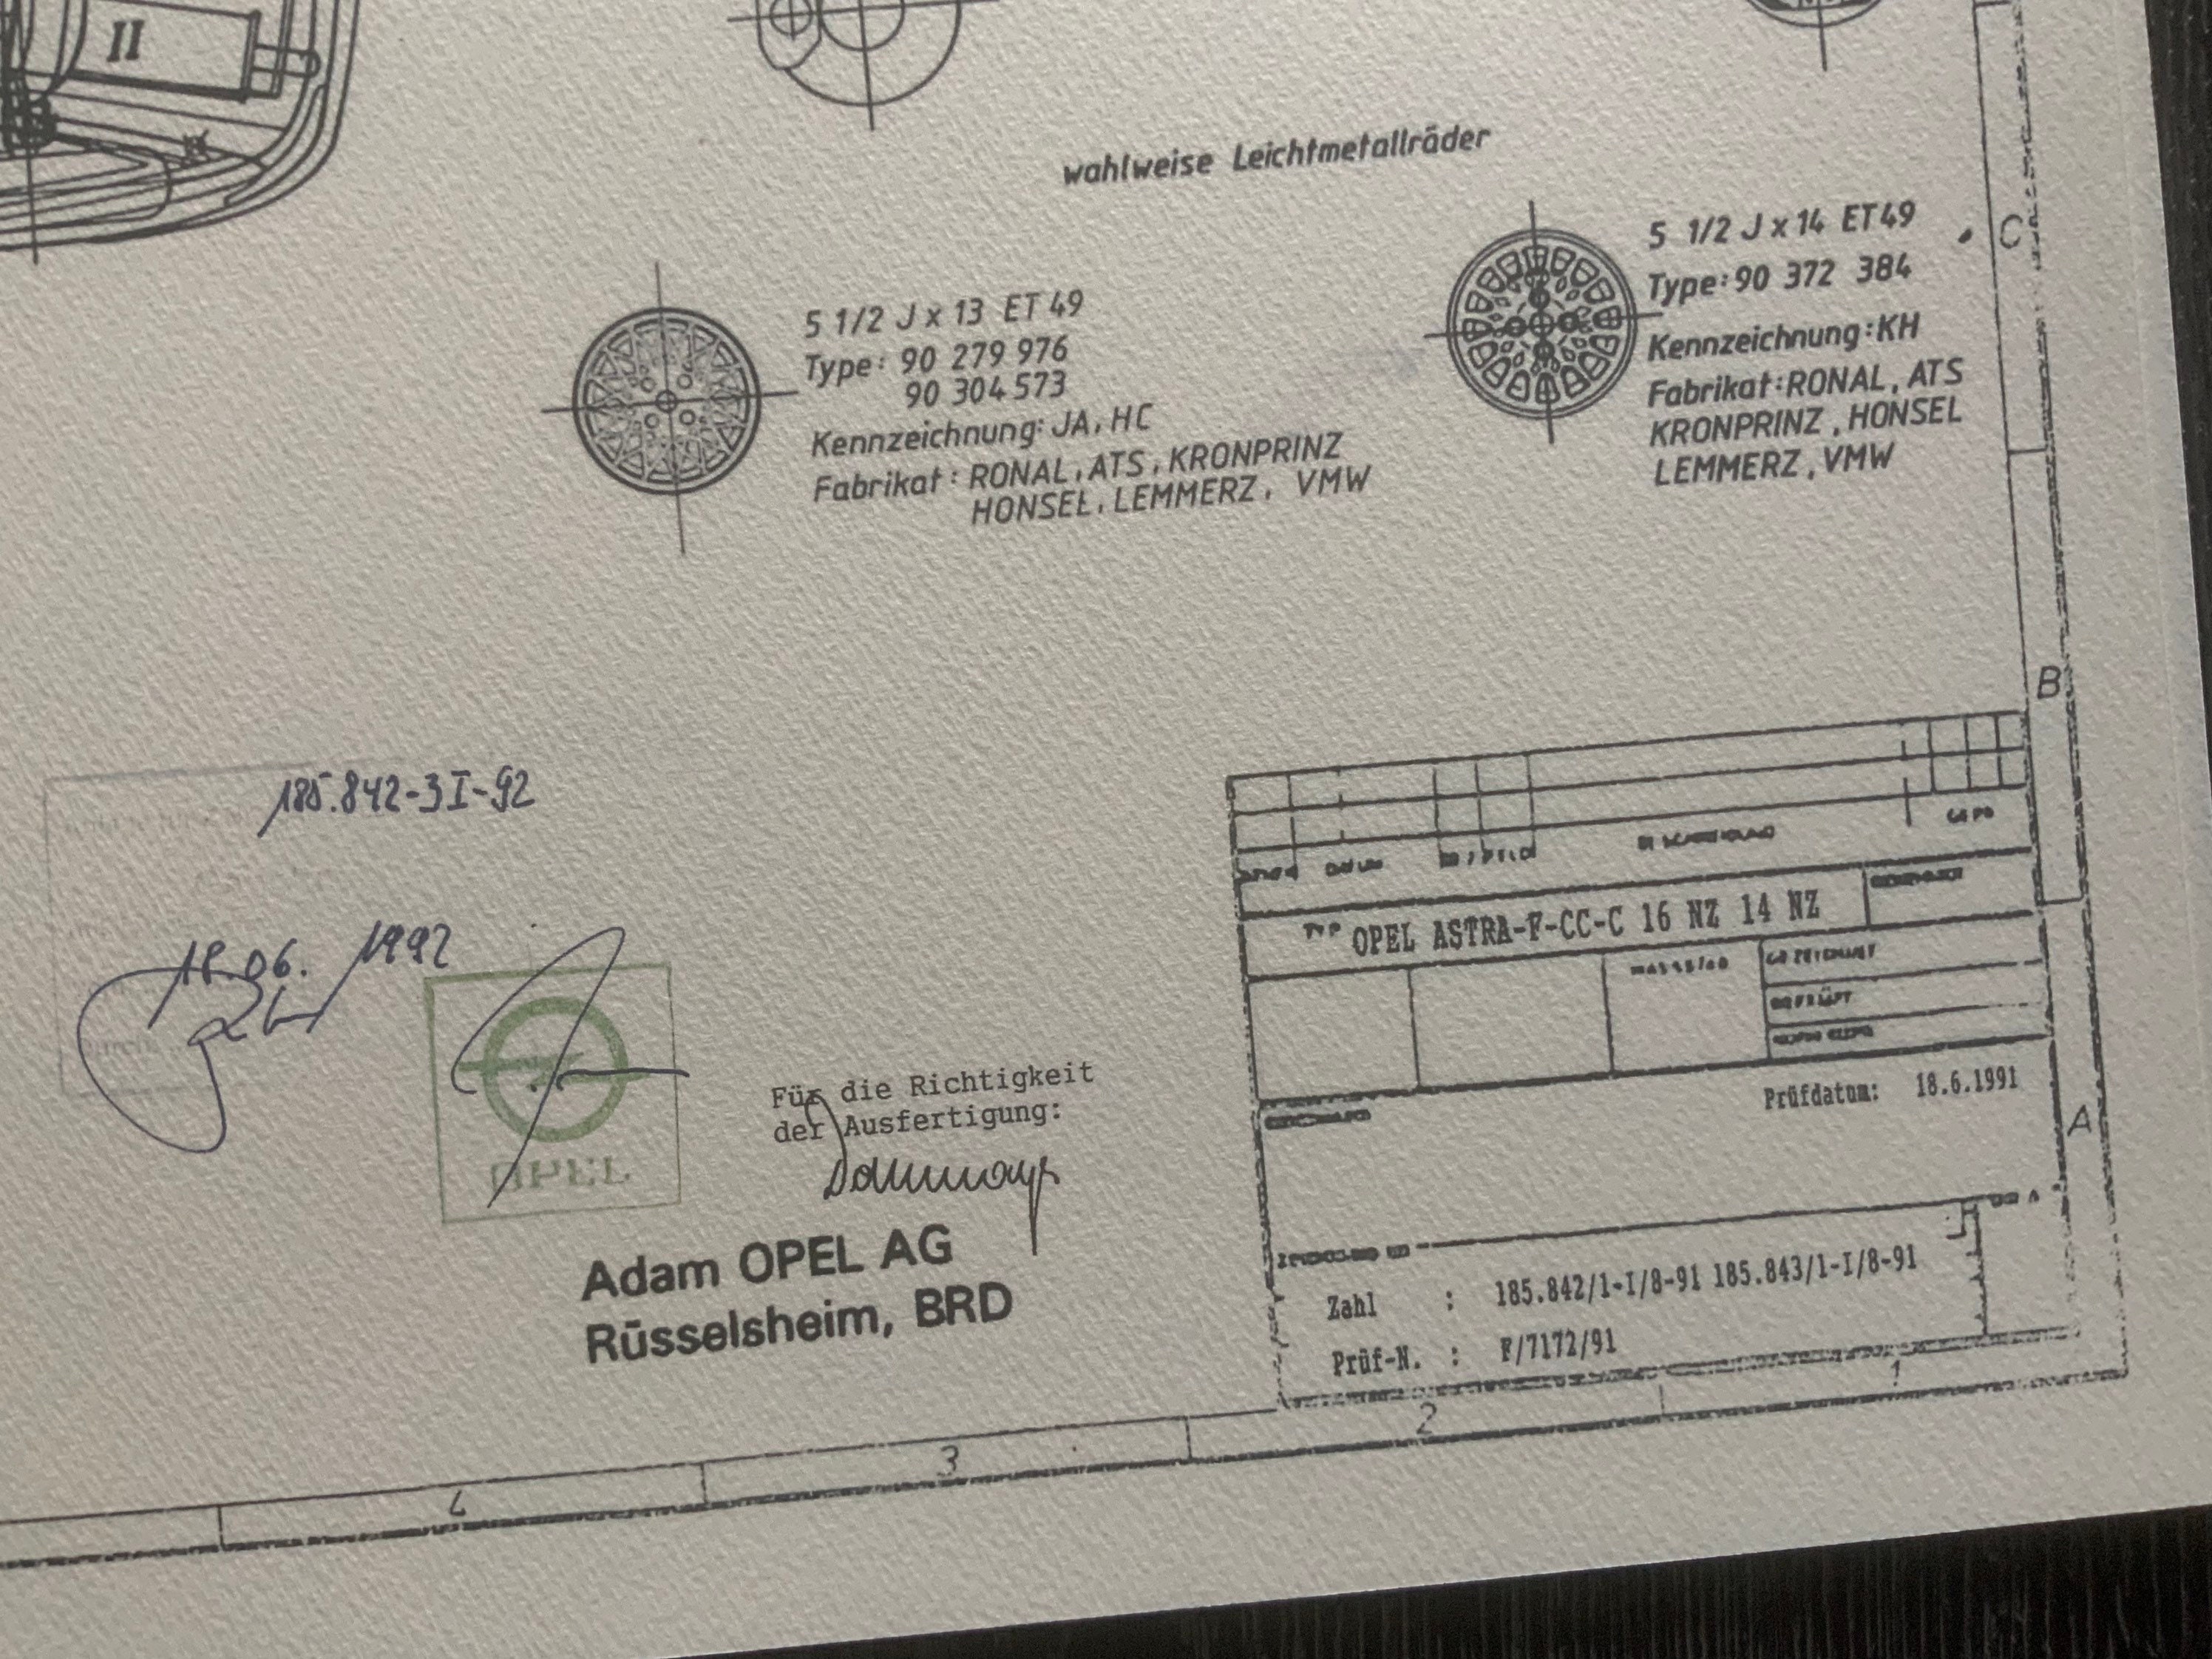 II
wahlweise Leichtmetallräder
5 1/2 J x 13 ET 49
Type: 90 279 976
90 304 573
Kennzeichnung: JA, HC
Fabrikat: RONAL, ATS, KRONPRINZ
HONSEL, LEMMERZ, VMW
5 1/2 J x 14 ET 49
Type: 90 372 384
Kennzeichnung: KH
Fabrikat: RONAL, ATS
KRONPRINZ, HONSEL
LEMMERZ, VMW
C
B
A
185.842-3I-92
18.06. 1992
OPEL
Für die Richtigkeit
der Ausfertigung:
Adam OPEL AG
Rüsselsheim, BRD
TYP OPEL ASTRA-F-CC-C 16 NZ 14 NZ
GEZEICHNET
GEPRÜFT
Prüfdatum: 18.6.1991
Zahl : 185.842/1-I/8-91 185.843/1-I/8-91
Prüf-N. : F/7172/91
4
3
2
1